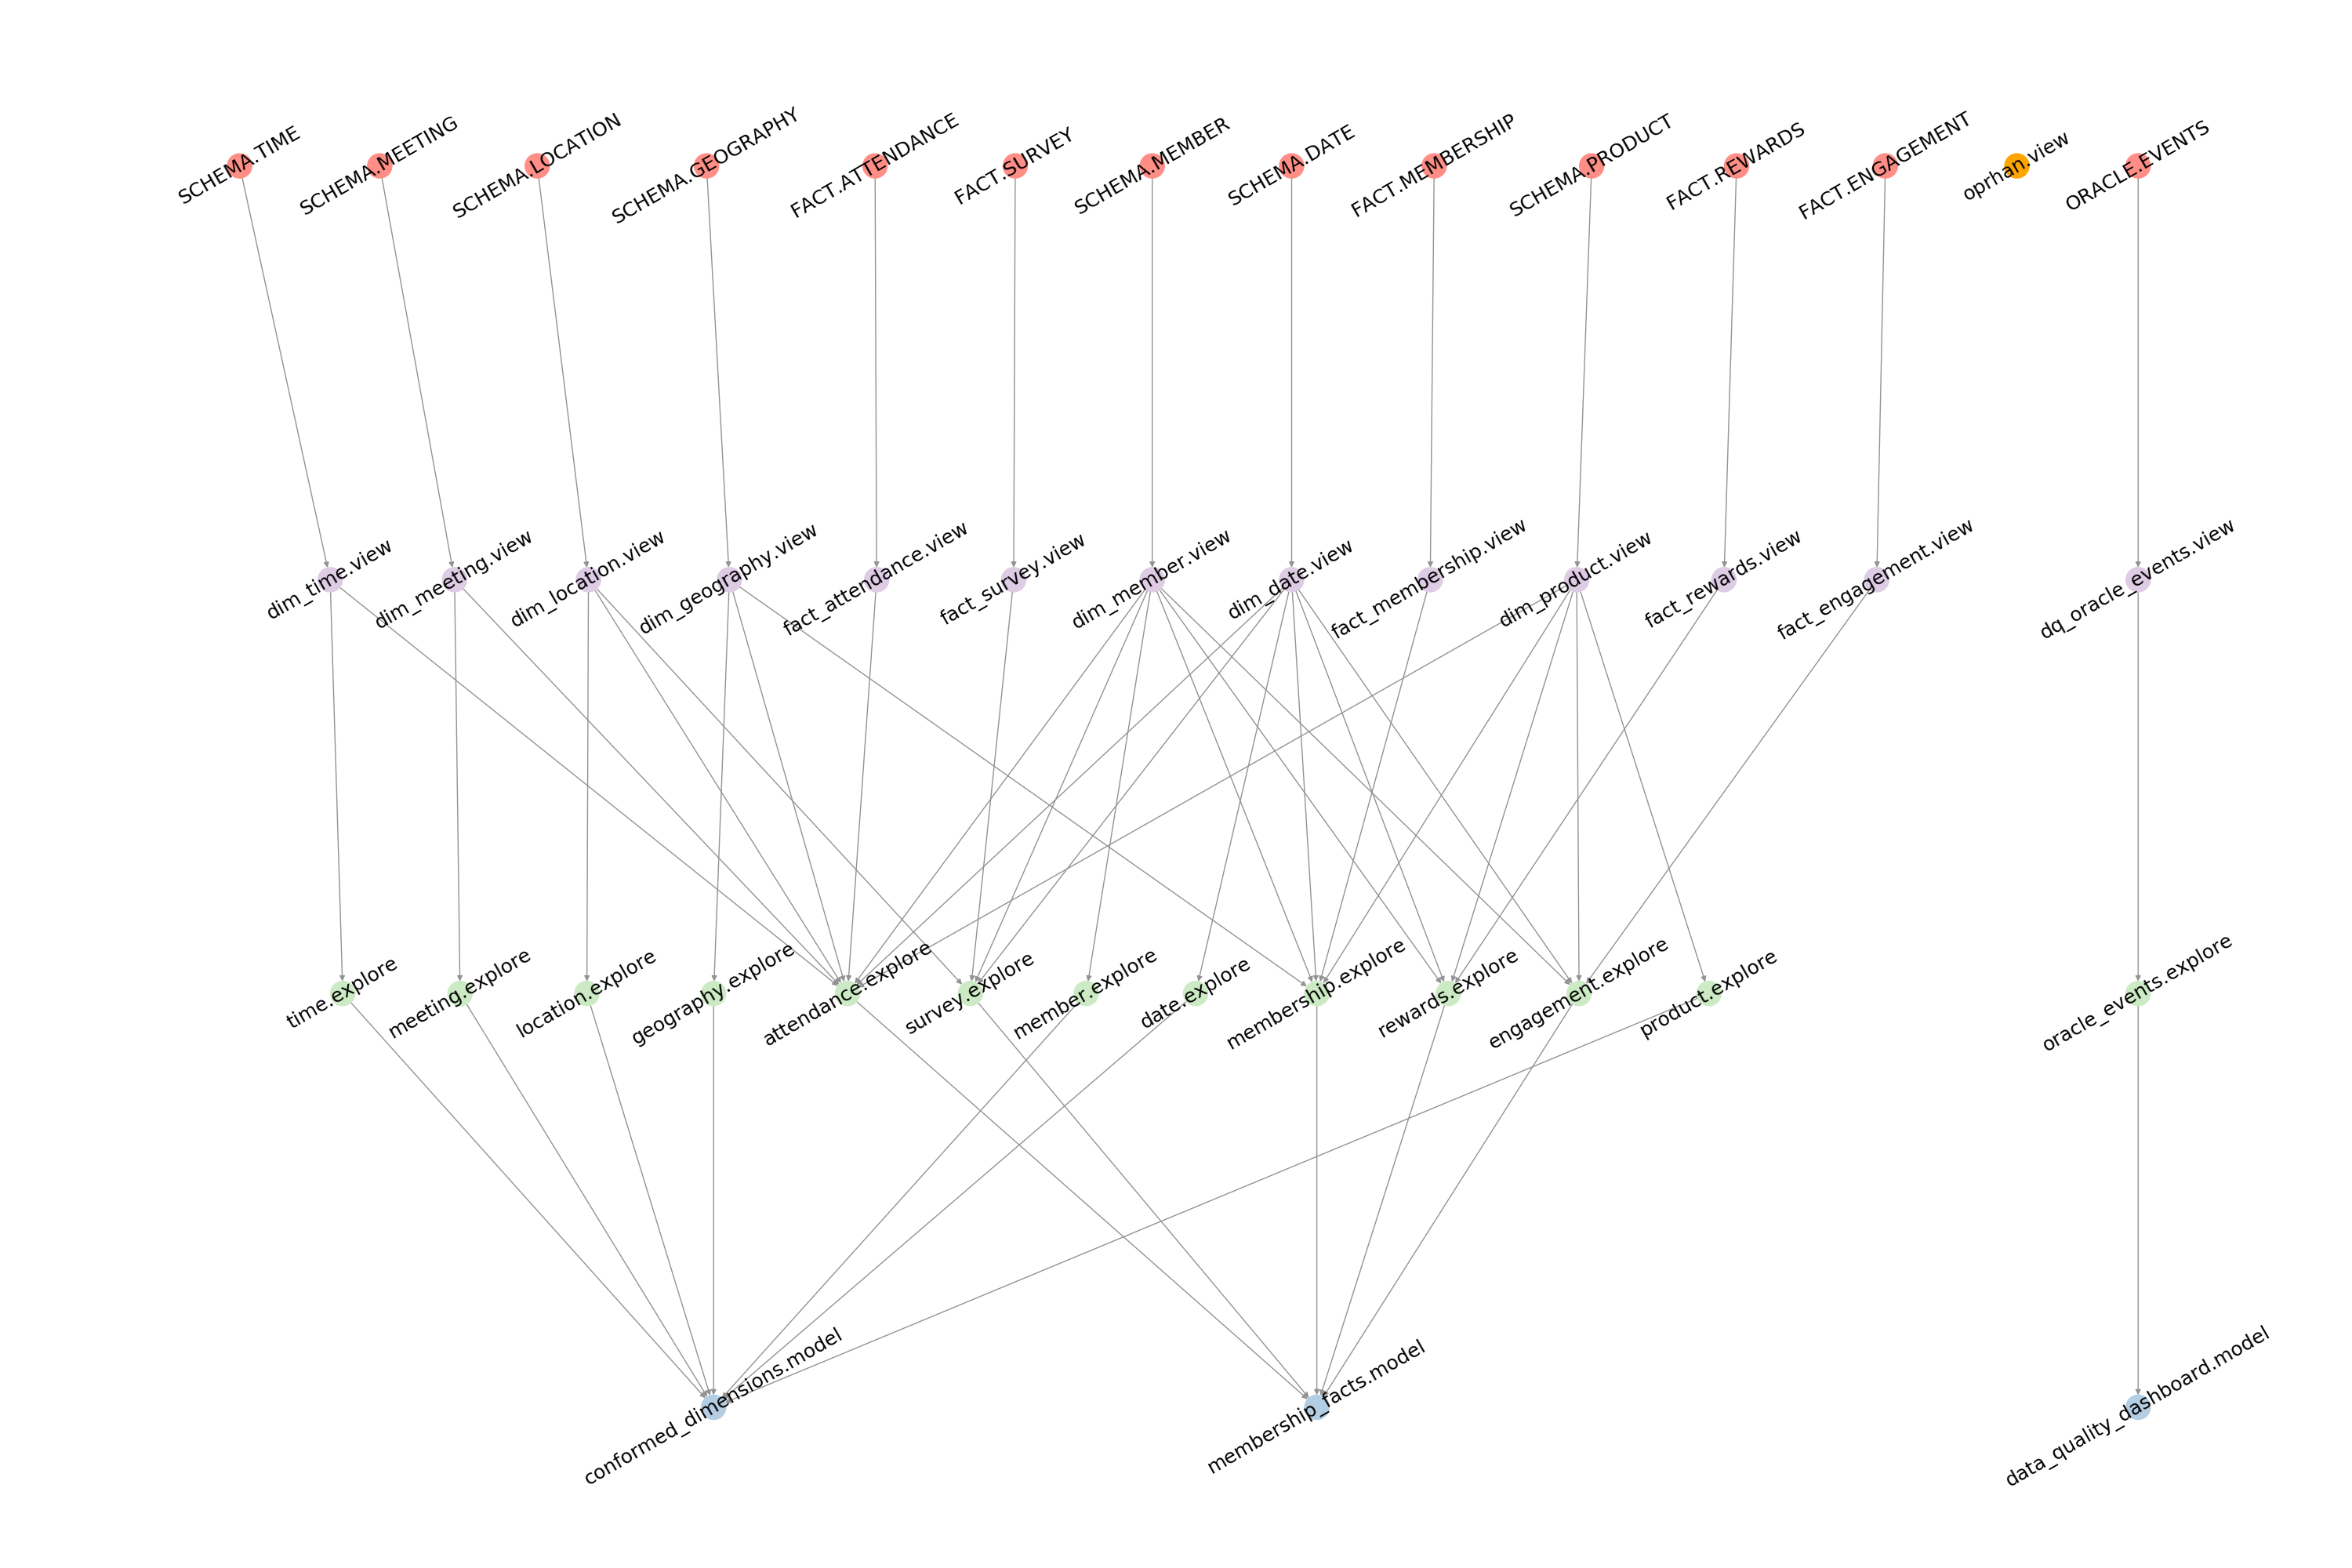 SCHEMA.TIME
SCHEMA.MEETING
SCHEMA.LOCATION
SCHEMA.GEOGRAPHY
FACT.ATTENDANCE
FACT.SURVEY
SCHEMA.MEMBER
SCHEMA.DATE
FACT.MEMBERSHIP
SCHEMA.PRODUCT
FACT.REWARDS
FACT.ENGAGEMENT
oprhan.view
ORACLE.EVENTS
dim_time.view
dim_meeting.view
dim_location.view
dim_geography.view
fact_attendance.view
fact_survey.view
dim_member.view
dim_date.view
fact_membership.view
dim_product.view
fact_rewards.view
fact_engagement.view
dq_oracle_events.view
time.explore
meeting.explore
location.explore
geography.explore
attendance.explore
survey.explore
member.explore
date.explore
membership.explore
rewards.explore
engagement.explore
product.explore
oracle_events.explore
conformed_dimensions.model
membership_facts.model
data_quality_dashboard.model